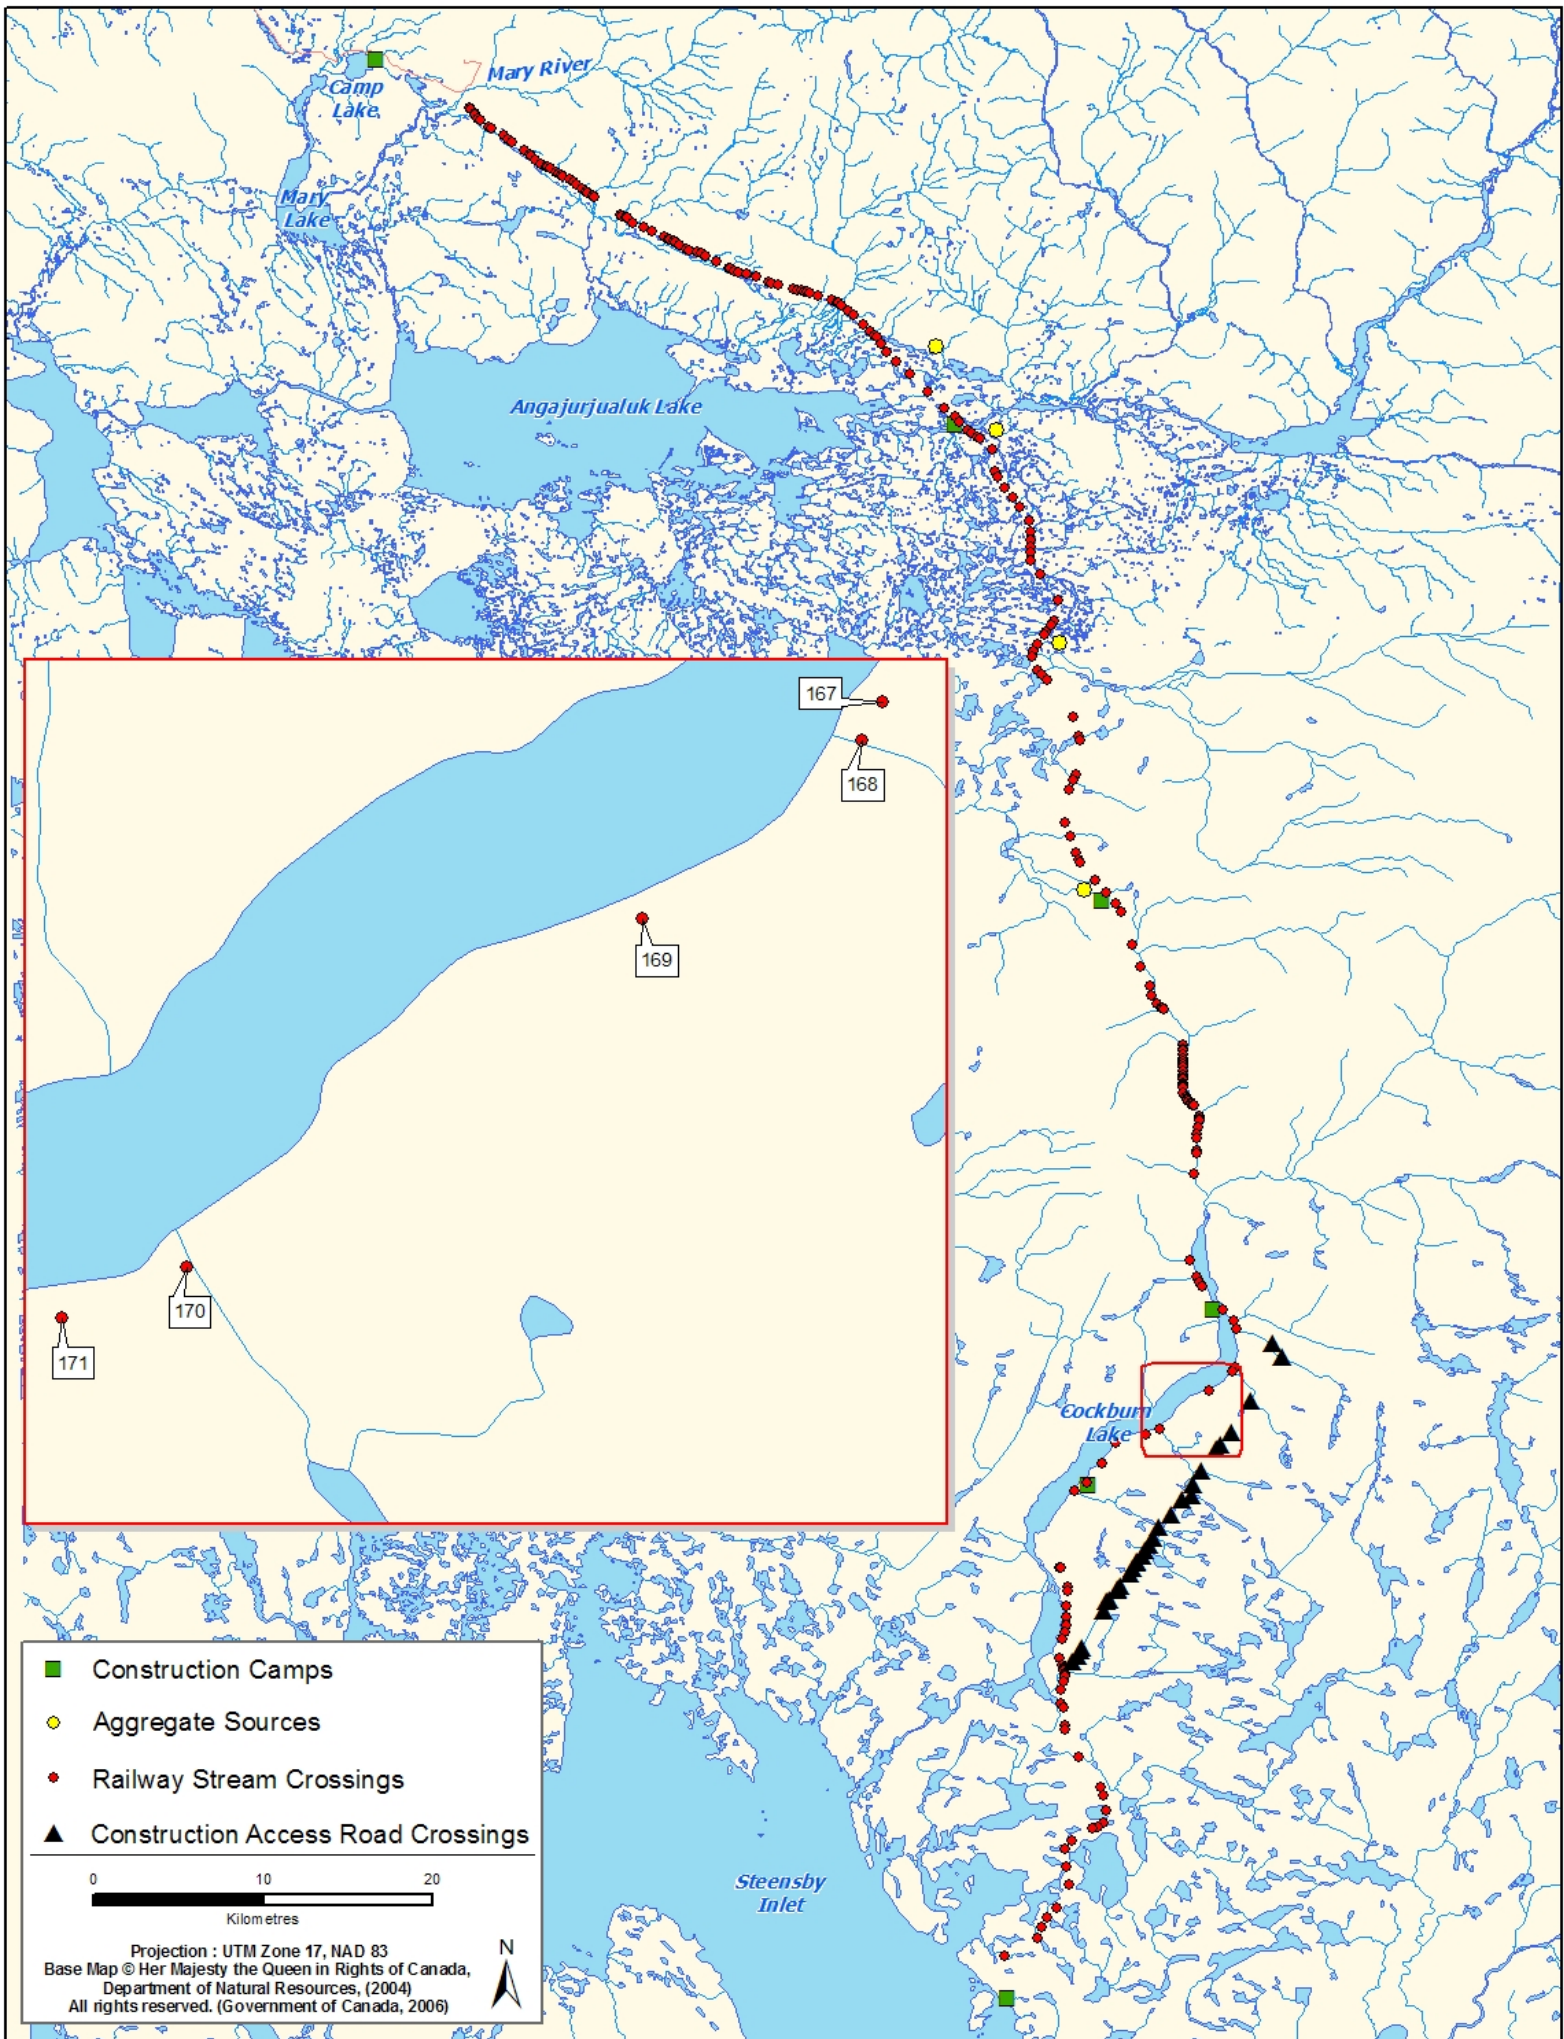 Mary River
Camp
Lake
Mary
Lake
Angajurjualuk Lake
167
168
169
170
171
Cockburn
Lake
Construction Camps
Aggregate Sources
Railway Stream Crossings
Construction Access Road Crossings
0 10 20
Kilometres
Projection : UTM Zone 17, NAD 83
Base Map © Her Majesty the Queen in Rights of Canada,
Department of Natural Resources, (2004)
All rights reserved. (Government of Canada, 2006)
N
Steensby
Inlet